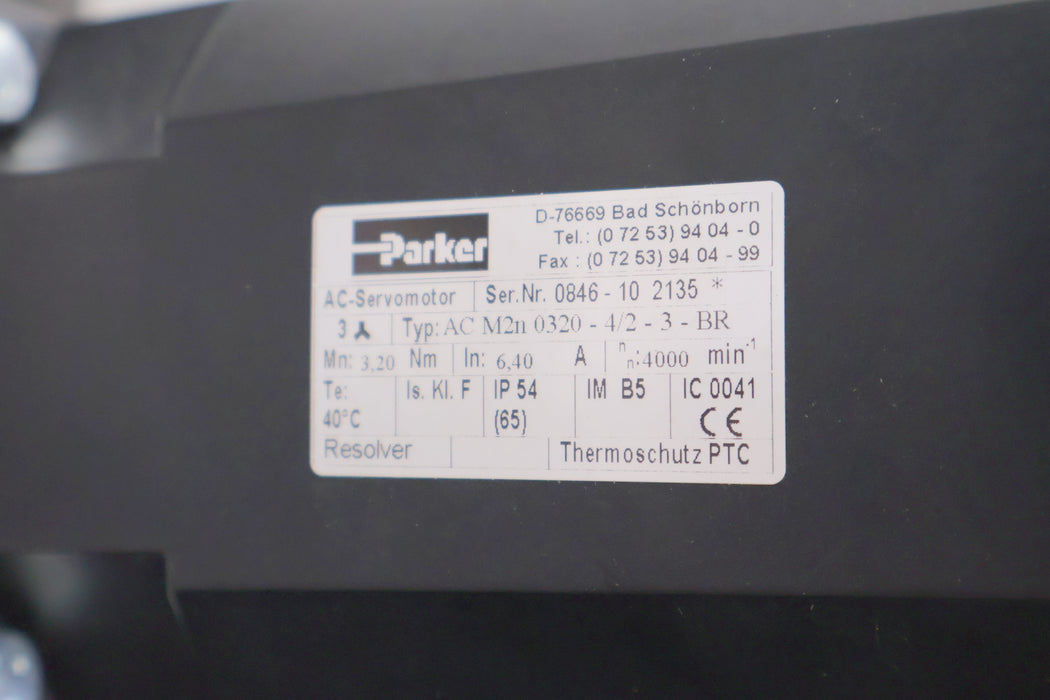 Parker
D-76669 Bad Schönborn
Tel.: (0 72 53) 94 04 - 0
Fax : (0 72 53) 94 04 - 99
AC-Servomotor Ser.Nr. 0846 - 10 2135 *
3 Typ: AC M2n 0320 - 4/2 - 3 - BR
Mn: 3,20 Nm In: 6,40 A nn:4000 min-1
Te: Is. Kl. F IP 54 IM B5 IC 0041
40°C (65) CE
Resolver Thermoschutz PTC